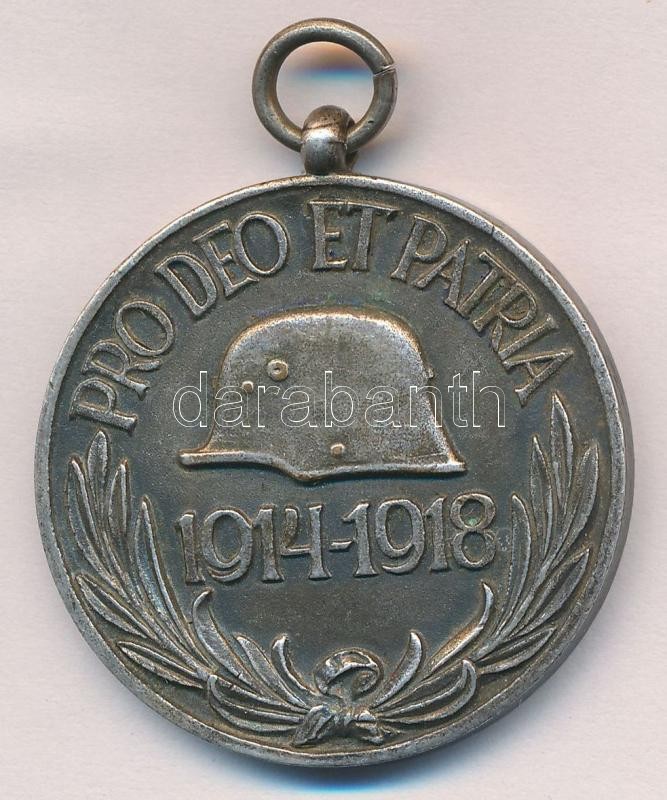 PRO DEO ET PATRIA
darabanth
1914-1918